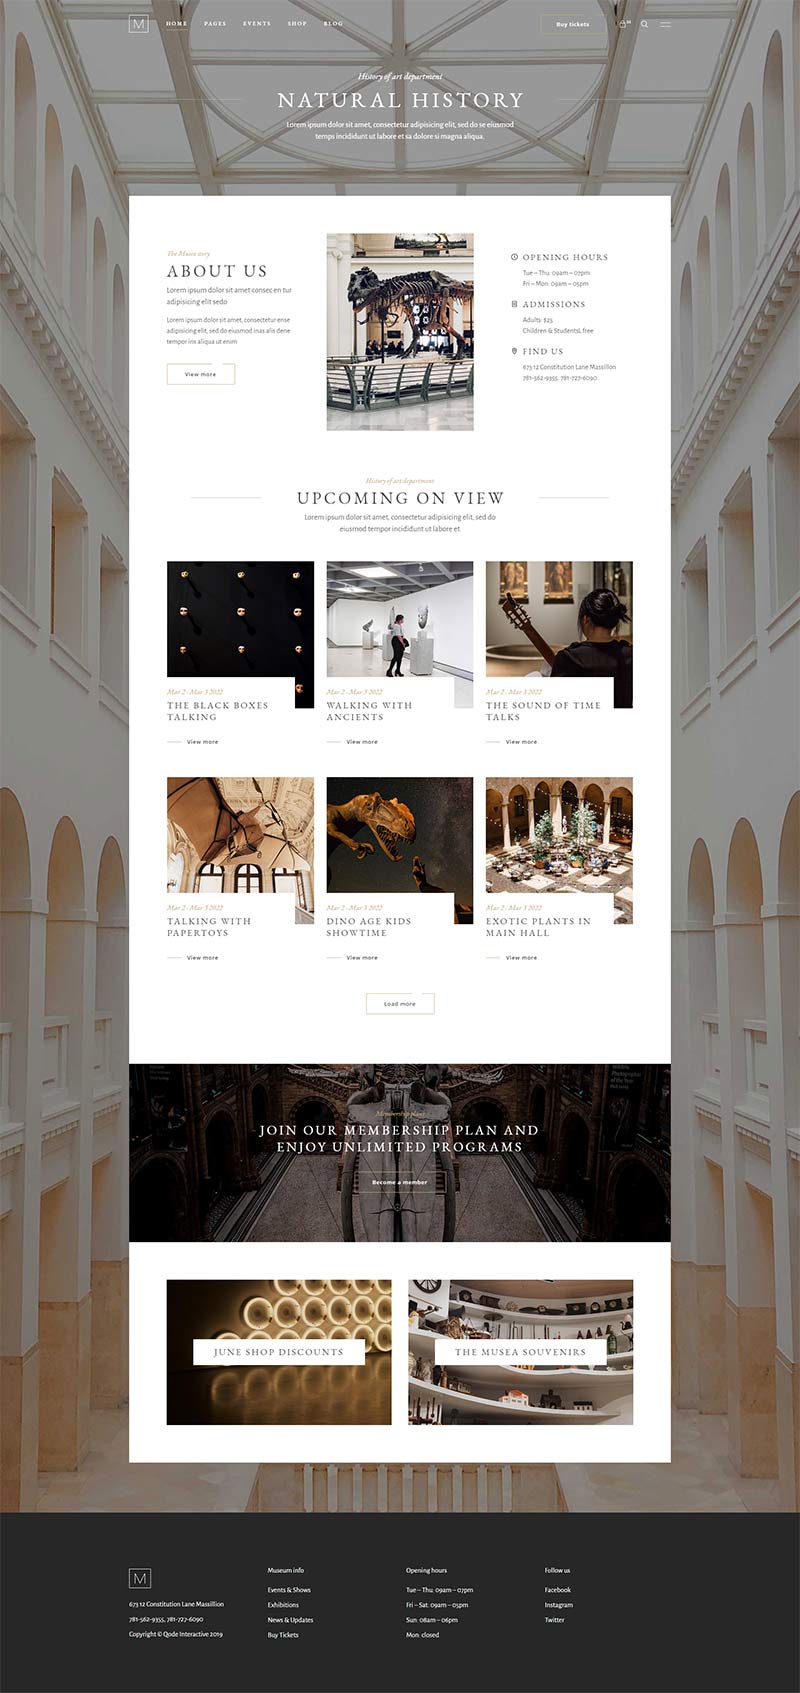 M
HOME PAGES EVENTS SHOP BLOG
Buy tickets
History of art department
NATURAL HISTORY
Lorem ipsum dolor sit amet, consectetur adipisicing elit, sed do se eiusmod
temps incididunt ut labore et sa dolore si magna aliqua.
The Musea story
ABOUT US
Lorem ipsum dolor sit amet consec en tur
adipisicing elit sedo
Lorem ipsum dolor sit amet, consectetur ense
adipisicing elit, sed do eiusmod inas alis dene
tempor ins aliqua ut enim
View more
OPENING HOURS
Tue – Thu: 09am – 07pm
Fri – Mon: 09am – 05pm
ADMISSIONS
Adults: $25
Children & Students: free
FIND US
673 12 Constitution Lane Massillon
781-562-9355, 781-727-6090
History of art department
UPCOMING ON VIEW
Lorem ipsum dolor sit amet, consectetur adipisicing elit, sed do
eiusmod tempor incididunt ut labore et
Mar 2 - Mar 3 2022
THE BLACK BOXES
TALKING
View more
Mar 2 - Mar 3 2022
WALKING WITH
ANCIENTS
View more
Mar 2 - Mar 3 2022
THE SOUND OF TIME
TALKS
View more
Mar 2 - Mar 3 2022
TALKING WITH
PAPERTOYS
View more
Mar 2 - Mar 3 2022
DINO AGE KIDS
SHOWTIME
View more
Mar 2 - Mar 3 2022
EXOTIC PLANTS IN
MAIN HALL
View more
Load more
Membership plans
JOIN OUR MEMBERSHIP PLAN AND
ENJOY UNLIMITED PROGRAMS
Become a member
JUNE SHOP DISCOUNTS
THE MUSEA SOUVENIRS
M
673 12 Constitution Lane Massillion
781-562-9355, 781-727-6090
Copyright © Qode Interactive 2019
Museum info
Events & Shows
Exhibitions
News & Updates
Buy Tickets
Opening hours
Tue – Thu: 09am – 07pm
Fri – Sat: 09am – 05pm
Sun: 08am – 06pm
Mon: closed
Follow us
Facebook
Instagram
Twitter